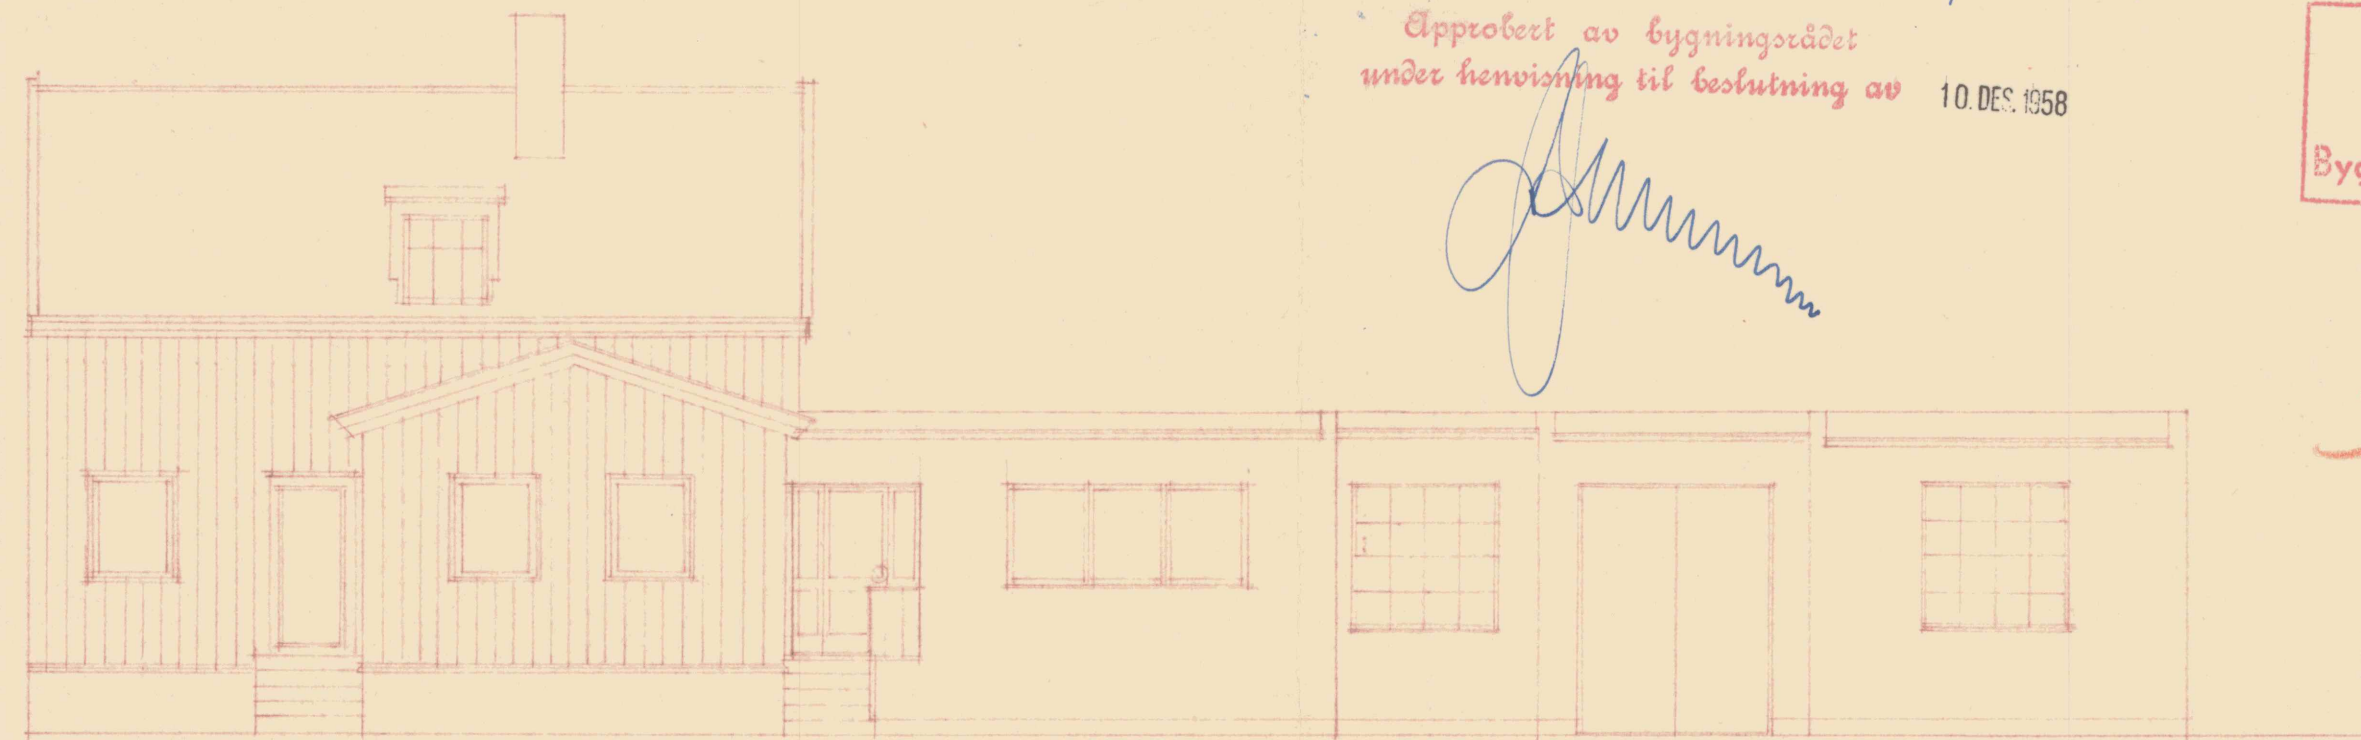 Approbert av bygningsrådet
under henvisning til beslutning av 10. DES. 1958
Byg